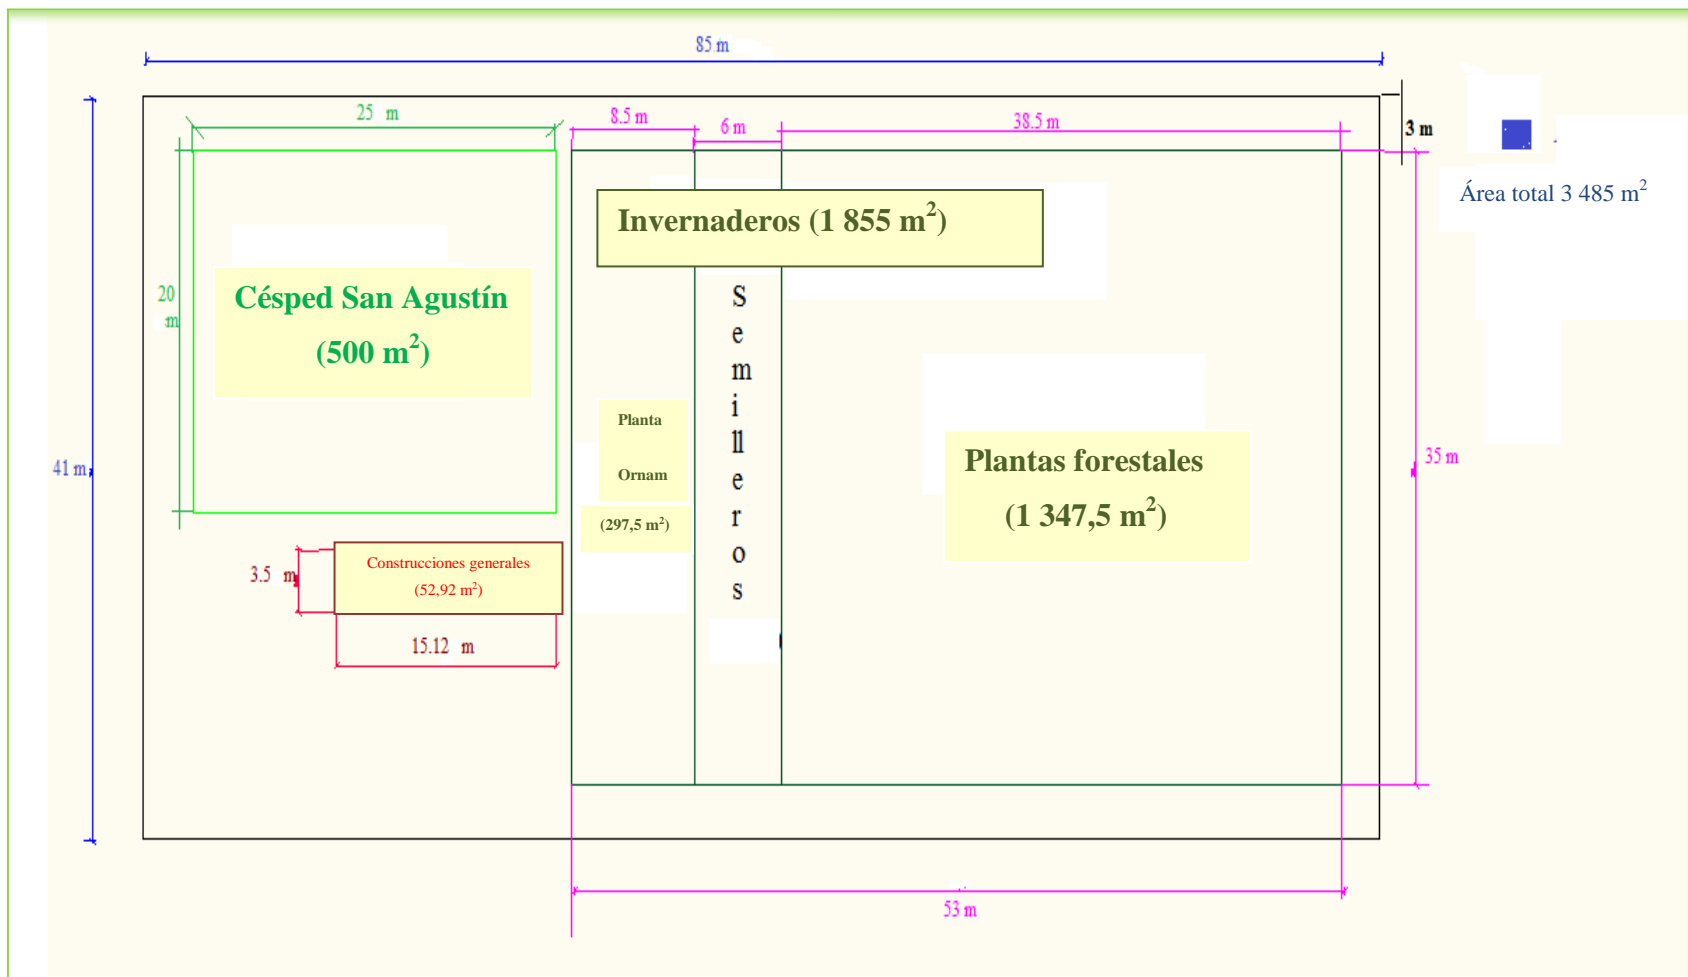 85 m
25 m
8.5 m
6 m
38.5 m
3 m
Área total 3 485 m²
Invernaderos (1 855 m²)
Césped San Agustín
(500 m²)
20
m
Semilleros
Planta
Ornam
(297,5 m²)
Plantas forestales
(1 347,5 m²)
41 m
35 m
Construcciones generales
(52,92 m²)
3.5 m
15.12 m
53 m